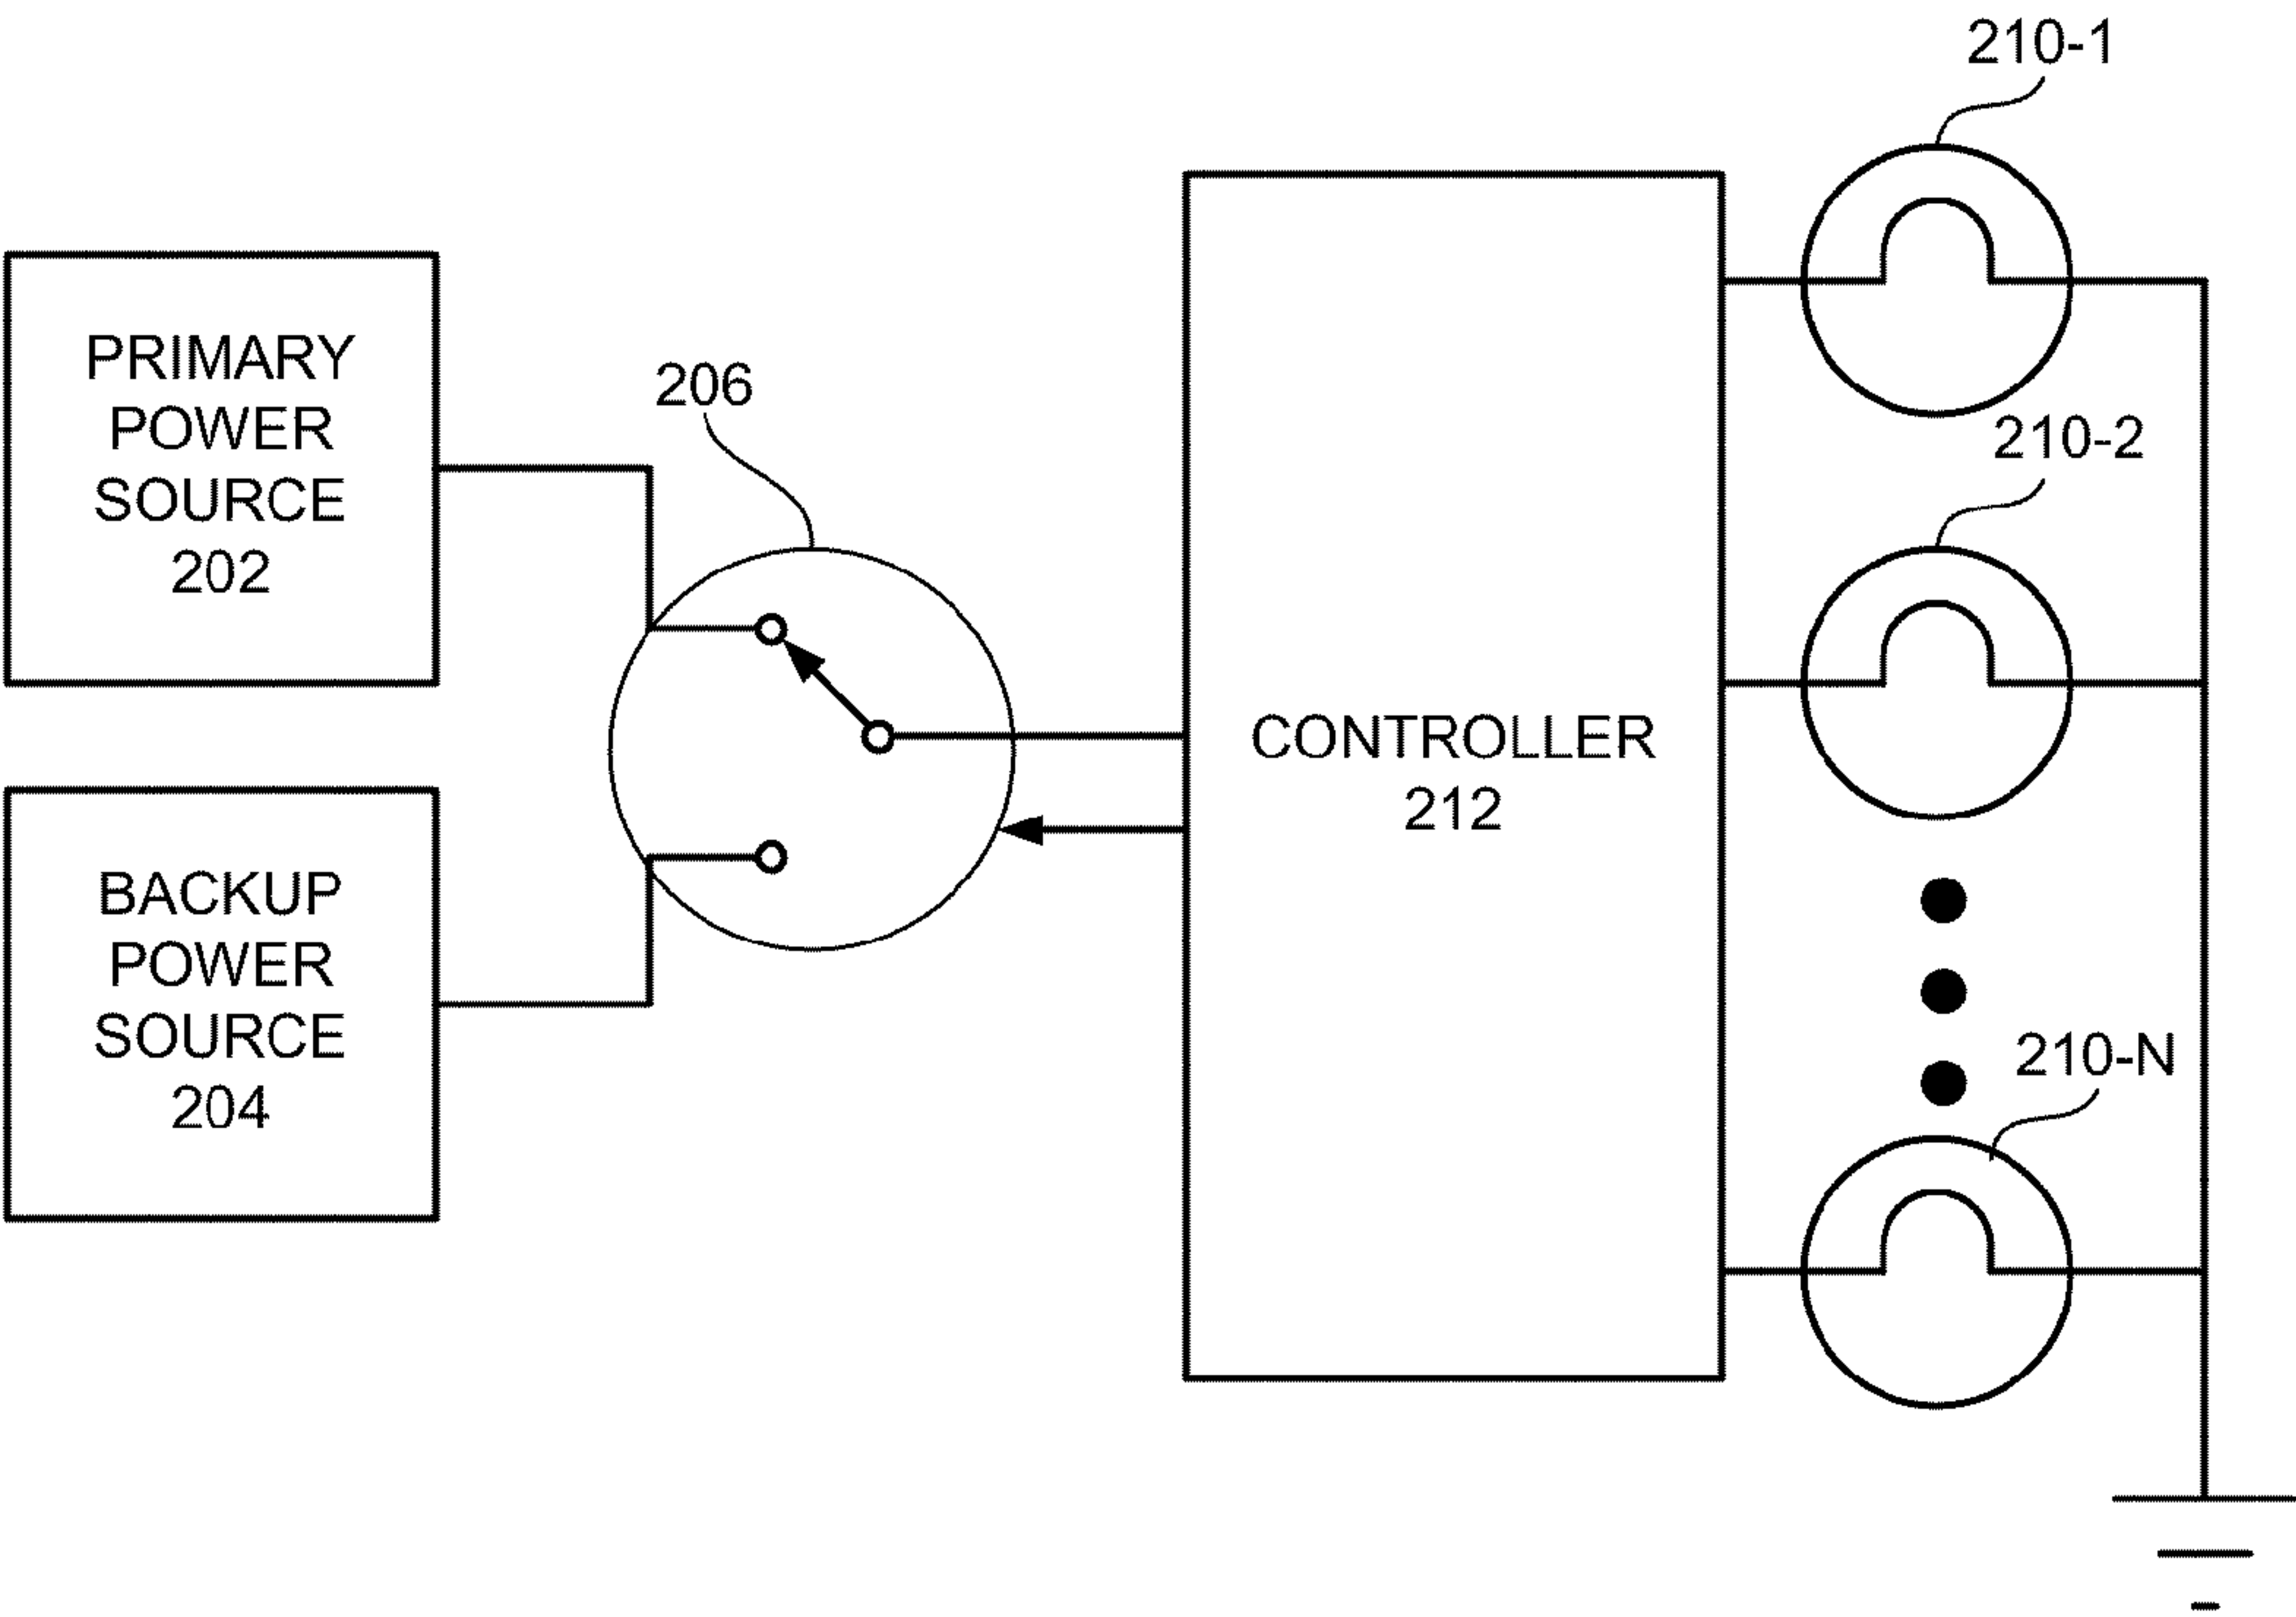 210-1
PRIMARY
POWER
SOURCE
202
206
210-2
CONTROLLER
212
BACKUP
POWER
SOURCE
204
210-N